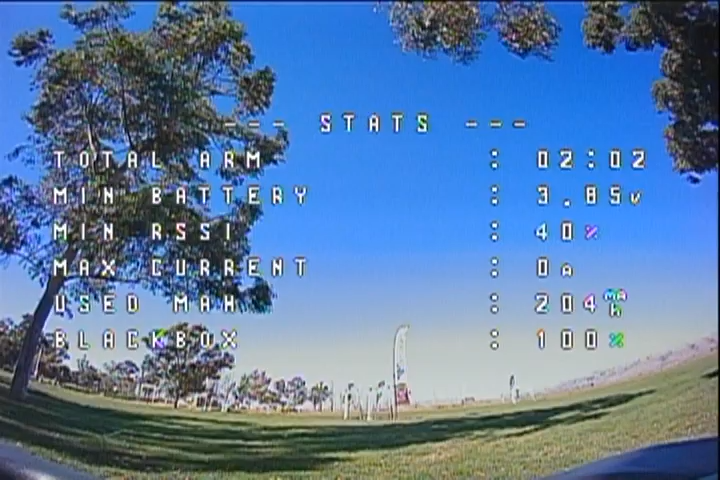 --- STATS ---
TOTAL ARM : 02:02
MIN BATTERY : 3.85V
MIN RSSI : 40%
MAX CURRENT : 0A
USED MAH : 204MAH
BLACKBOX : 100%